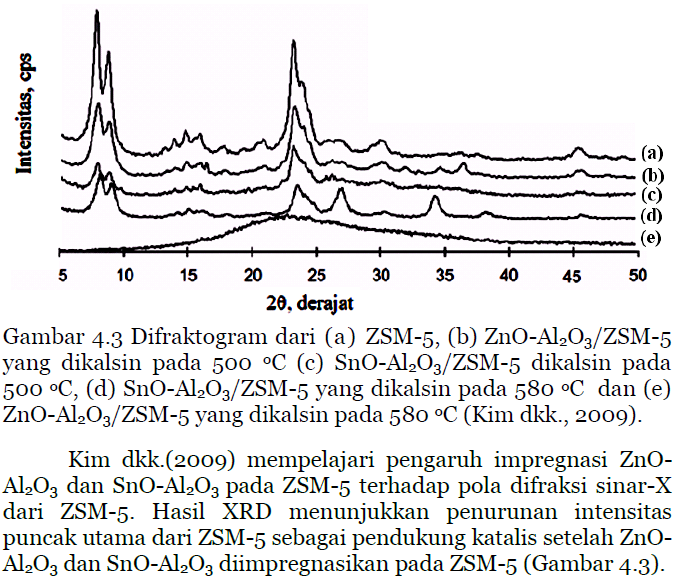 Intensitas, cps
(a)
(b)
(c)
(d)
(e)
5 10 15 20 25 30 35 40 45 50
2θ, derajat
Gambar 4.3 Difraktogram dari (a) ZSM-5, (b) ZnO-Al₂O₃/ZSM-5
yang dikalsin pada 500 ºC (c) SnO-Al₂O₃/ZSM-5 dikalsin pada
500 ºC, (d) SnO-Al₂O₃/ZSM-5 yang dikalsin pada 580 ºC dan (e)
ZnO-Al₂O₃/ZSM-5 yang dikalsin pada 580 ºC (Kim dkk., 2009).
Kim dkk.(2009) mempelajari pengaruh impregnasi ZnO-
Al₂O₃ dan SnO-Al₂O₃ pada ZSM-5 terhadap pola difraksi sinar-X
dari ZSM-5. Hasil XRD menunjukkan penurunan intensitas
puncak utama dari ZSM-5 sebagai pendukung katalis setelah ZnO-
Al₂O₃ dan SnO-Al₂O₃ diimpregnasikan pada ZSM-5 (Gambar 4.3).